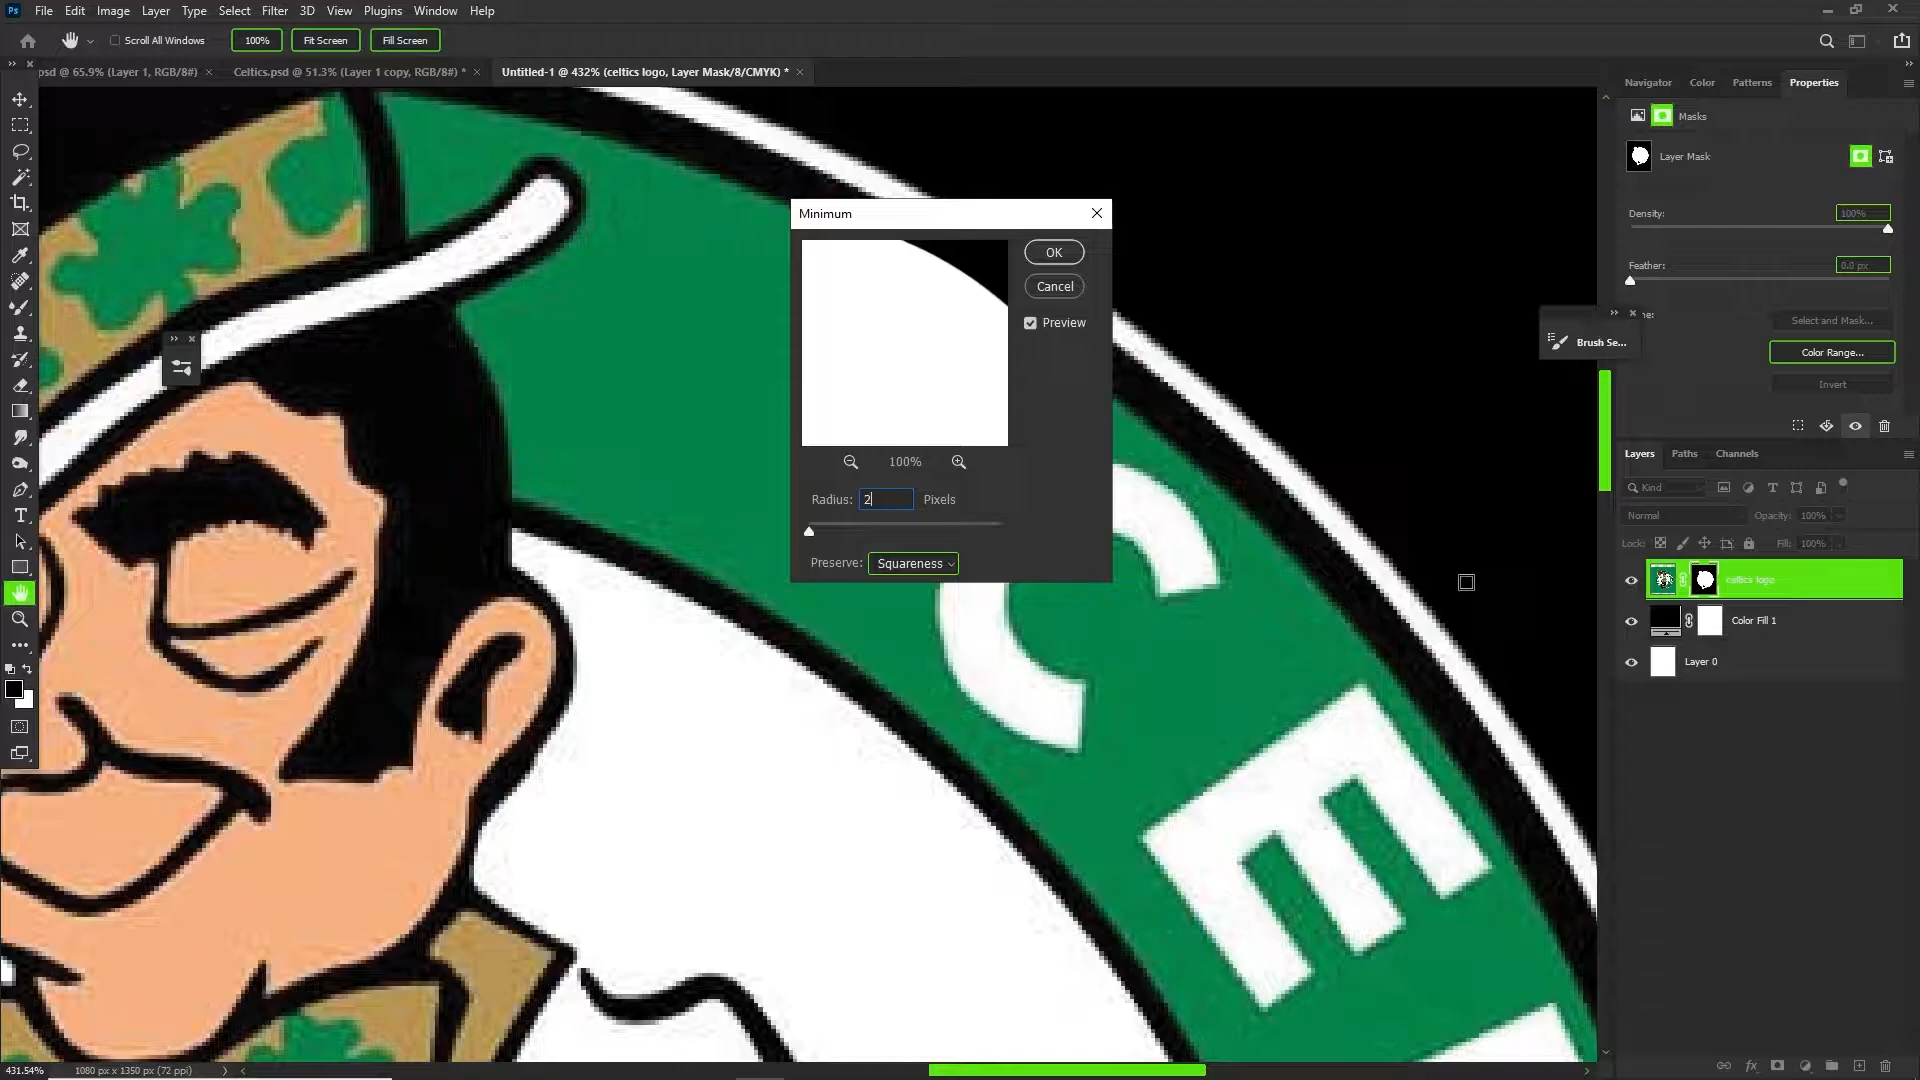 Ps File Edit Image Layer Type Select Filter 3D View Plugins Window Help
Scroll All Windows 100% Fit Screen Fill Screen
psd @ 65.9% (Layer 1, RGB/8#) × Celtics.psd @ 51.3% (Layer 1 copy, RGB/8#) * × Untitled-1 @ 432% (celtics logo, Layer Mask/8/CMYK) * ×
Navigator Color Patterns Properties
Masks
Layer Mask
Density: 100%
Feather: 0.0 px
ne: Select and Mask...
Color Range...
Invert
Brush Se...
Minimum
OK
Cancel
Preview
100%
Radius: 2 Pixels
Preserve: Squareness
C
E
Layers Paths Channels
Kind
Normal Opacity: 100%
Lock: Fill: 100%
celtics logo
Color Fill 1
Layer 0
431.54% 1080 px x 1350 px (72 ppi)